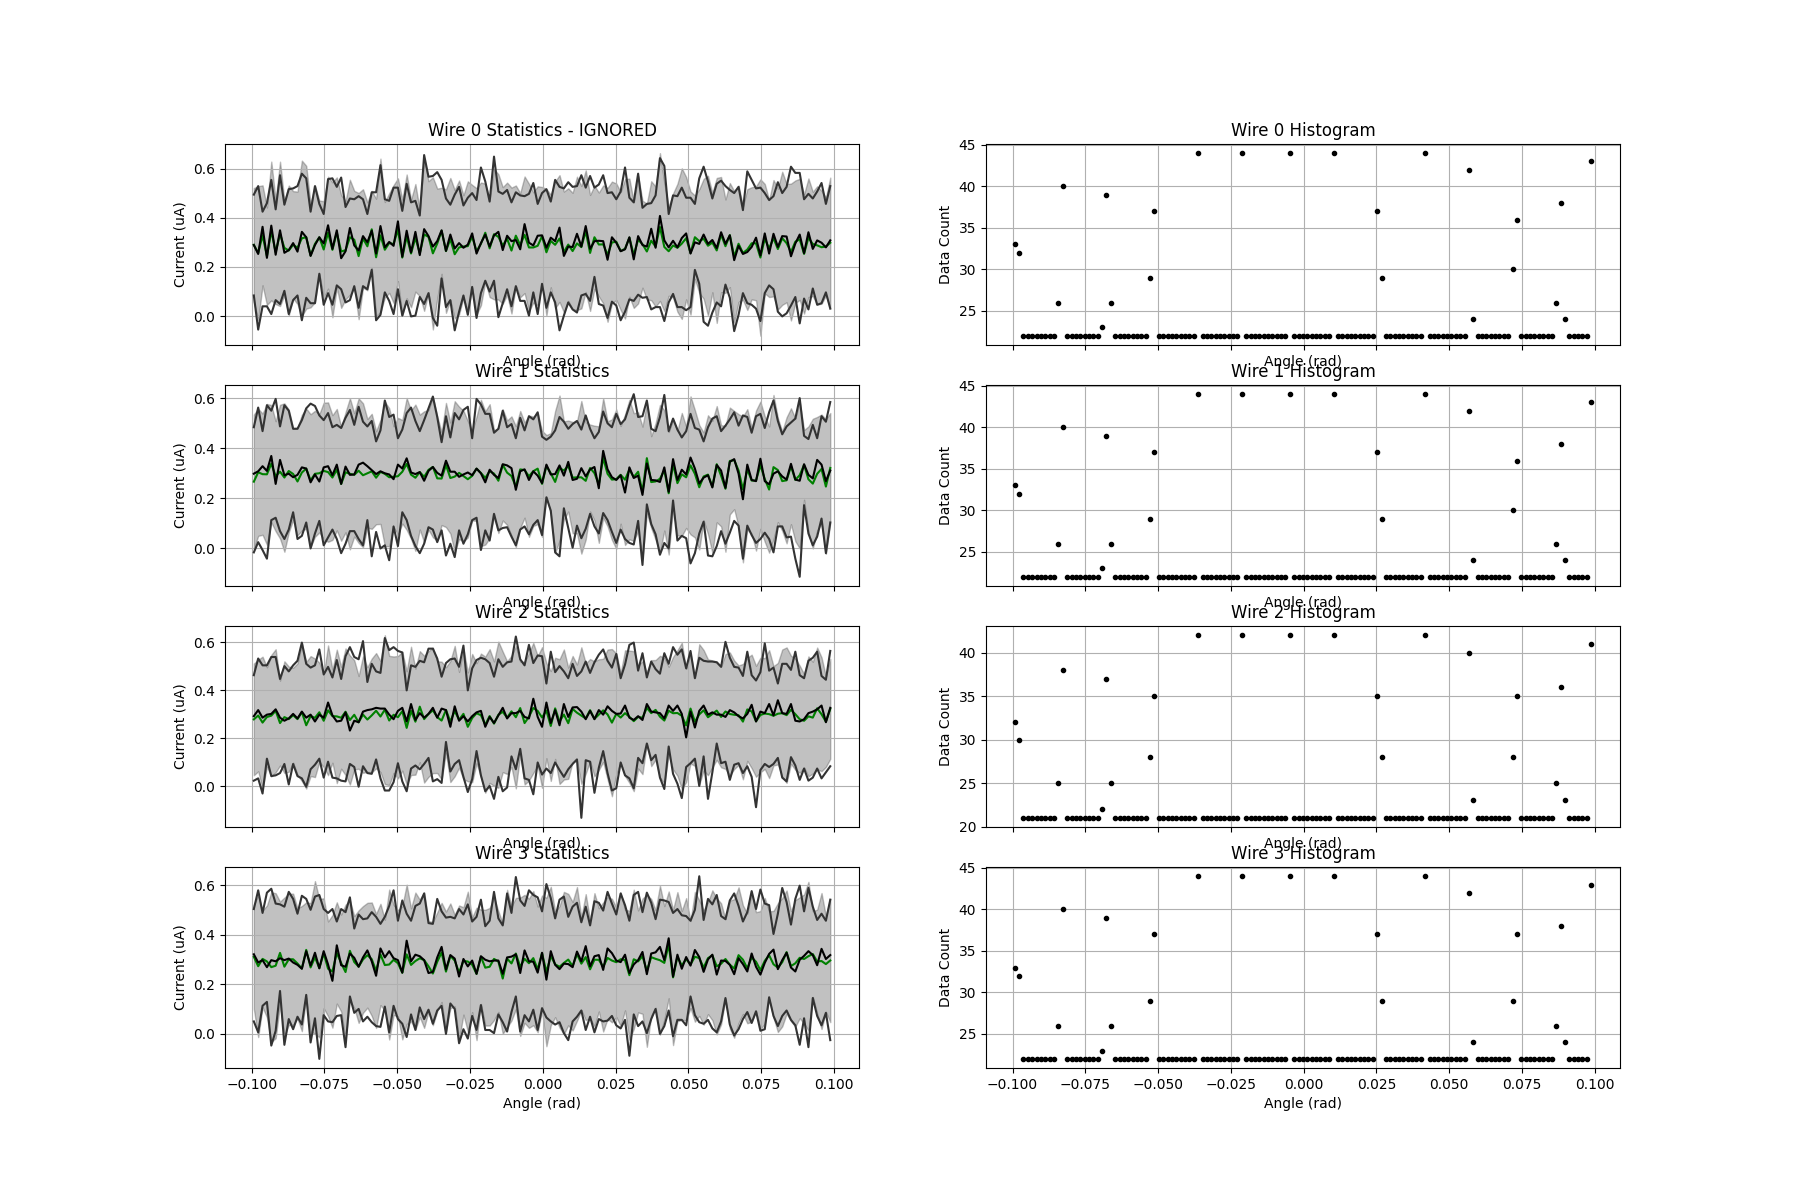 Wire 0 Statistics - IGNORED
Current (uA)
0.6
0.4
0.2
0.0
Angle (rad)
Wire 0 Histogram
Data Count
45
40
35
30
25
Angle (rad)
Wire 1 Statistics
Current (uA)
0.6
0.4
0.2
0.0
Angle (rad)
Wire 1 Histogram
Data Count
45
40
35
30
25
Angle (rad)
Wire 2 Statistics
Current (uA)
0.6
0.4
0.2
0.0
Angle (rad)
Wire 2 Histogram
Data Count
40
35
30
25
20
Angle (rad)
Wire 3 Statistics
Current (uA)
0.6
0.4
0.2
0.0
−0.100 −0.075 −0.050 −0.025 0.000 0.025 0.050 0.075 0.100
Angle (rad)
Wire 3 Histogram
Data Count
45
40
35
30
25
−0.100 −0.075 −0.050 −0.025 0.000 0.025 0.050 0.075 0.100
Angle (rad)